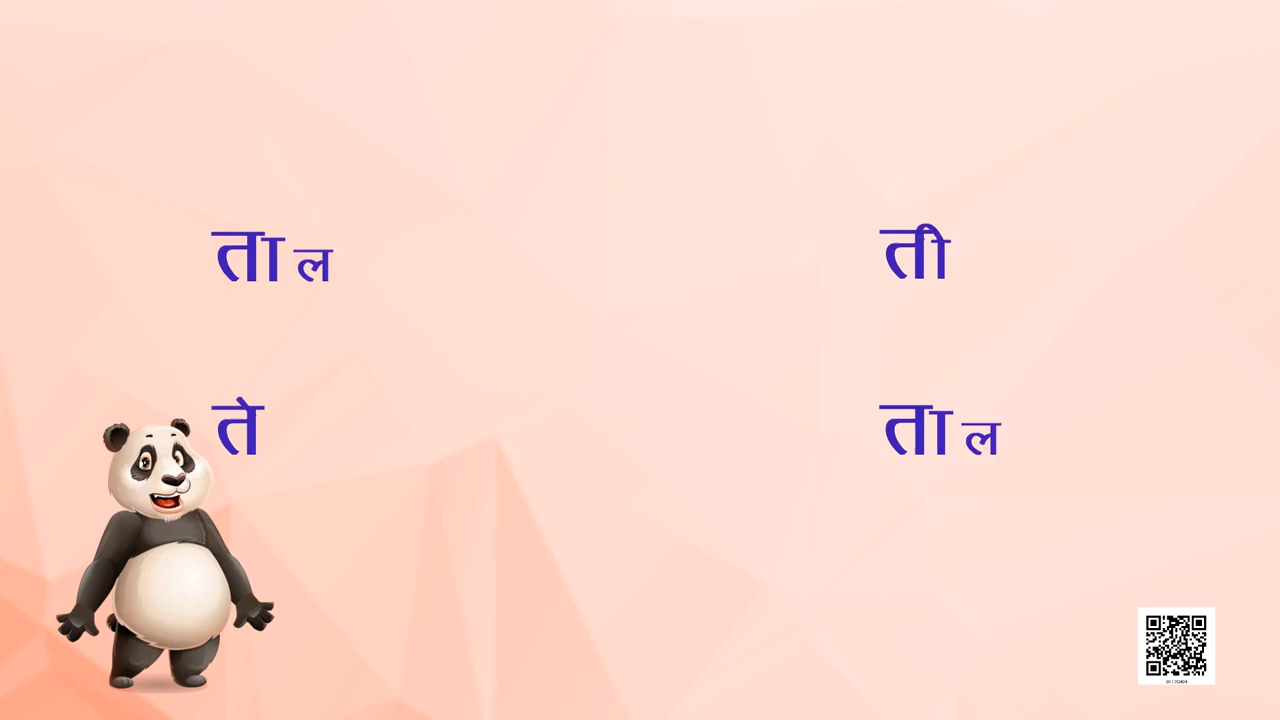 ता ल ती
ते ता ल